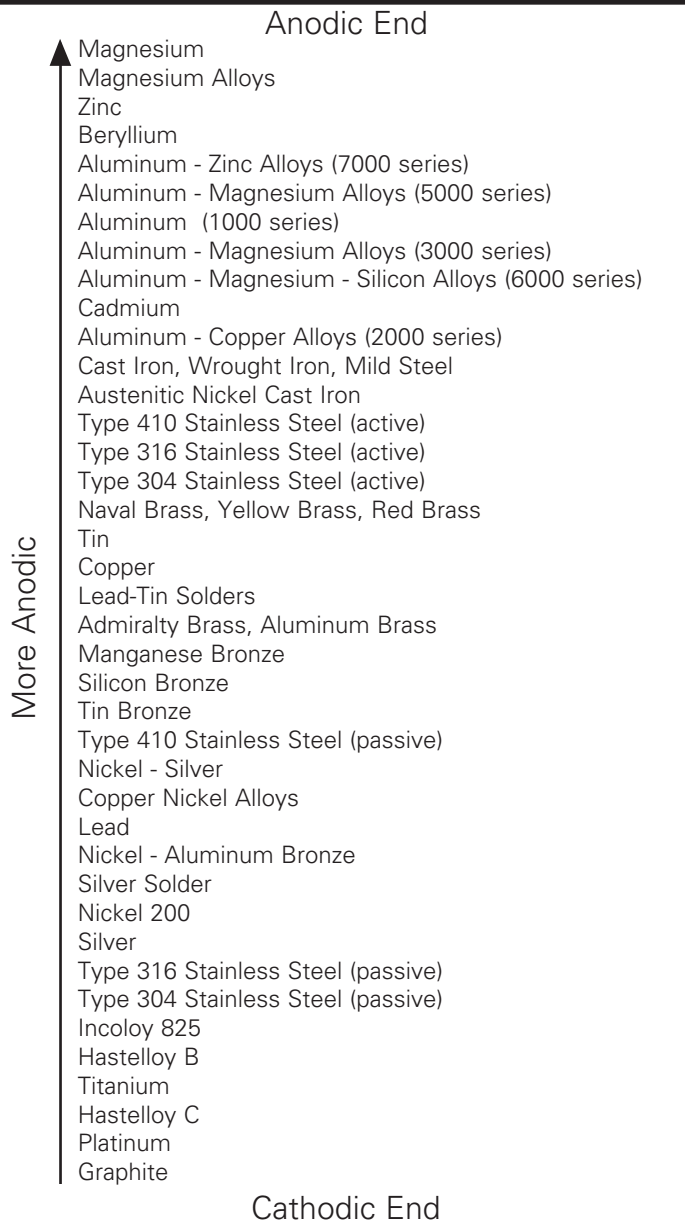 Anodic End
Magnesium
Magnesium Alloys
Zinc
Beryllium
Aluminum - Zinc Alloys (7000 series)
Aluminum - Magnesium Alloys (5000 series)
Aluminum (1000 series)
Aluminum - Magnesium Alloys (3000 series)
Aluminum - Magnesium - Silicon Alloys (6000 series)
Cadmium
Aluminum - Copper Alloys (2000 series)
Cast Iron, Wrought Iron, Mild Steel
Austenitic Nickel Cast Iron
Type 410 Stainless Steel (active)
Type 316 Stainless Steel (active)
Type 304 Stainless Steel (active)
Naval Brass, Yellow Brass, Red Brass
Tin
Copper
Lead-Tin Solders
Admiralty Brass, Aluminum Brass
Manganese Bronze
Silicon Bronze
Tin Bronze
Type 410 Stainless Steel (passive)
Nickel - Silver
Copper Nickel Alloys
Lead
Nickel - Aluminum Bronze
Silver Solder
Nickel 200
Silver
Type 316 Stainless Steel (passive)
Type 304 Stainless Steel (passive)
Incoloy 825
Hastelloy B
Titanium
Hastelloy C
Platinum
Graphite
More Anodic
Cathodic End